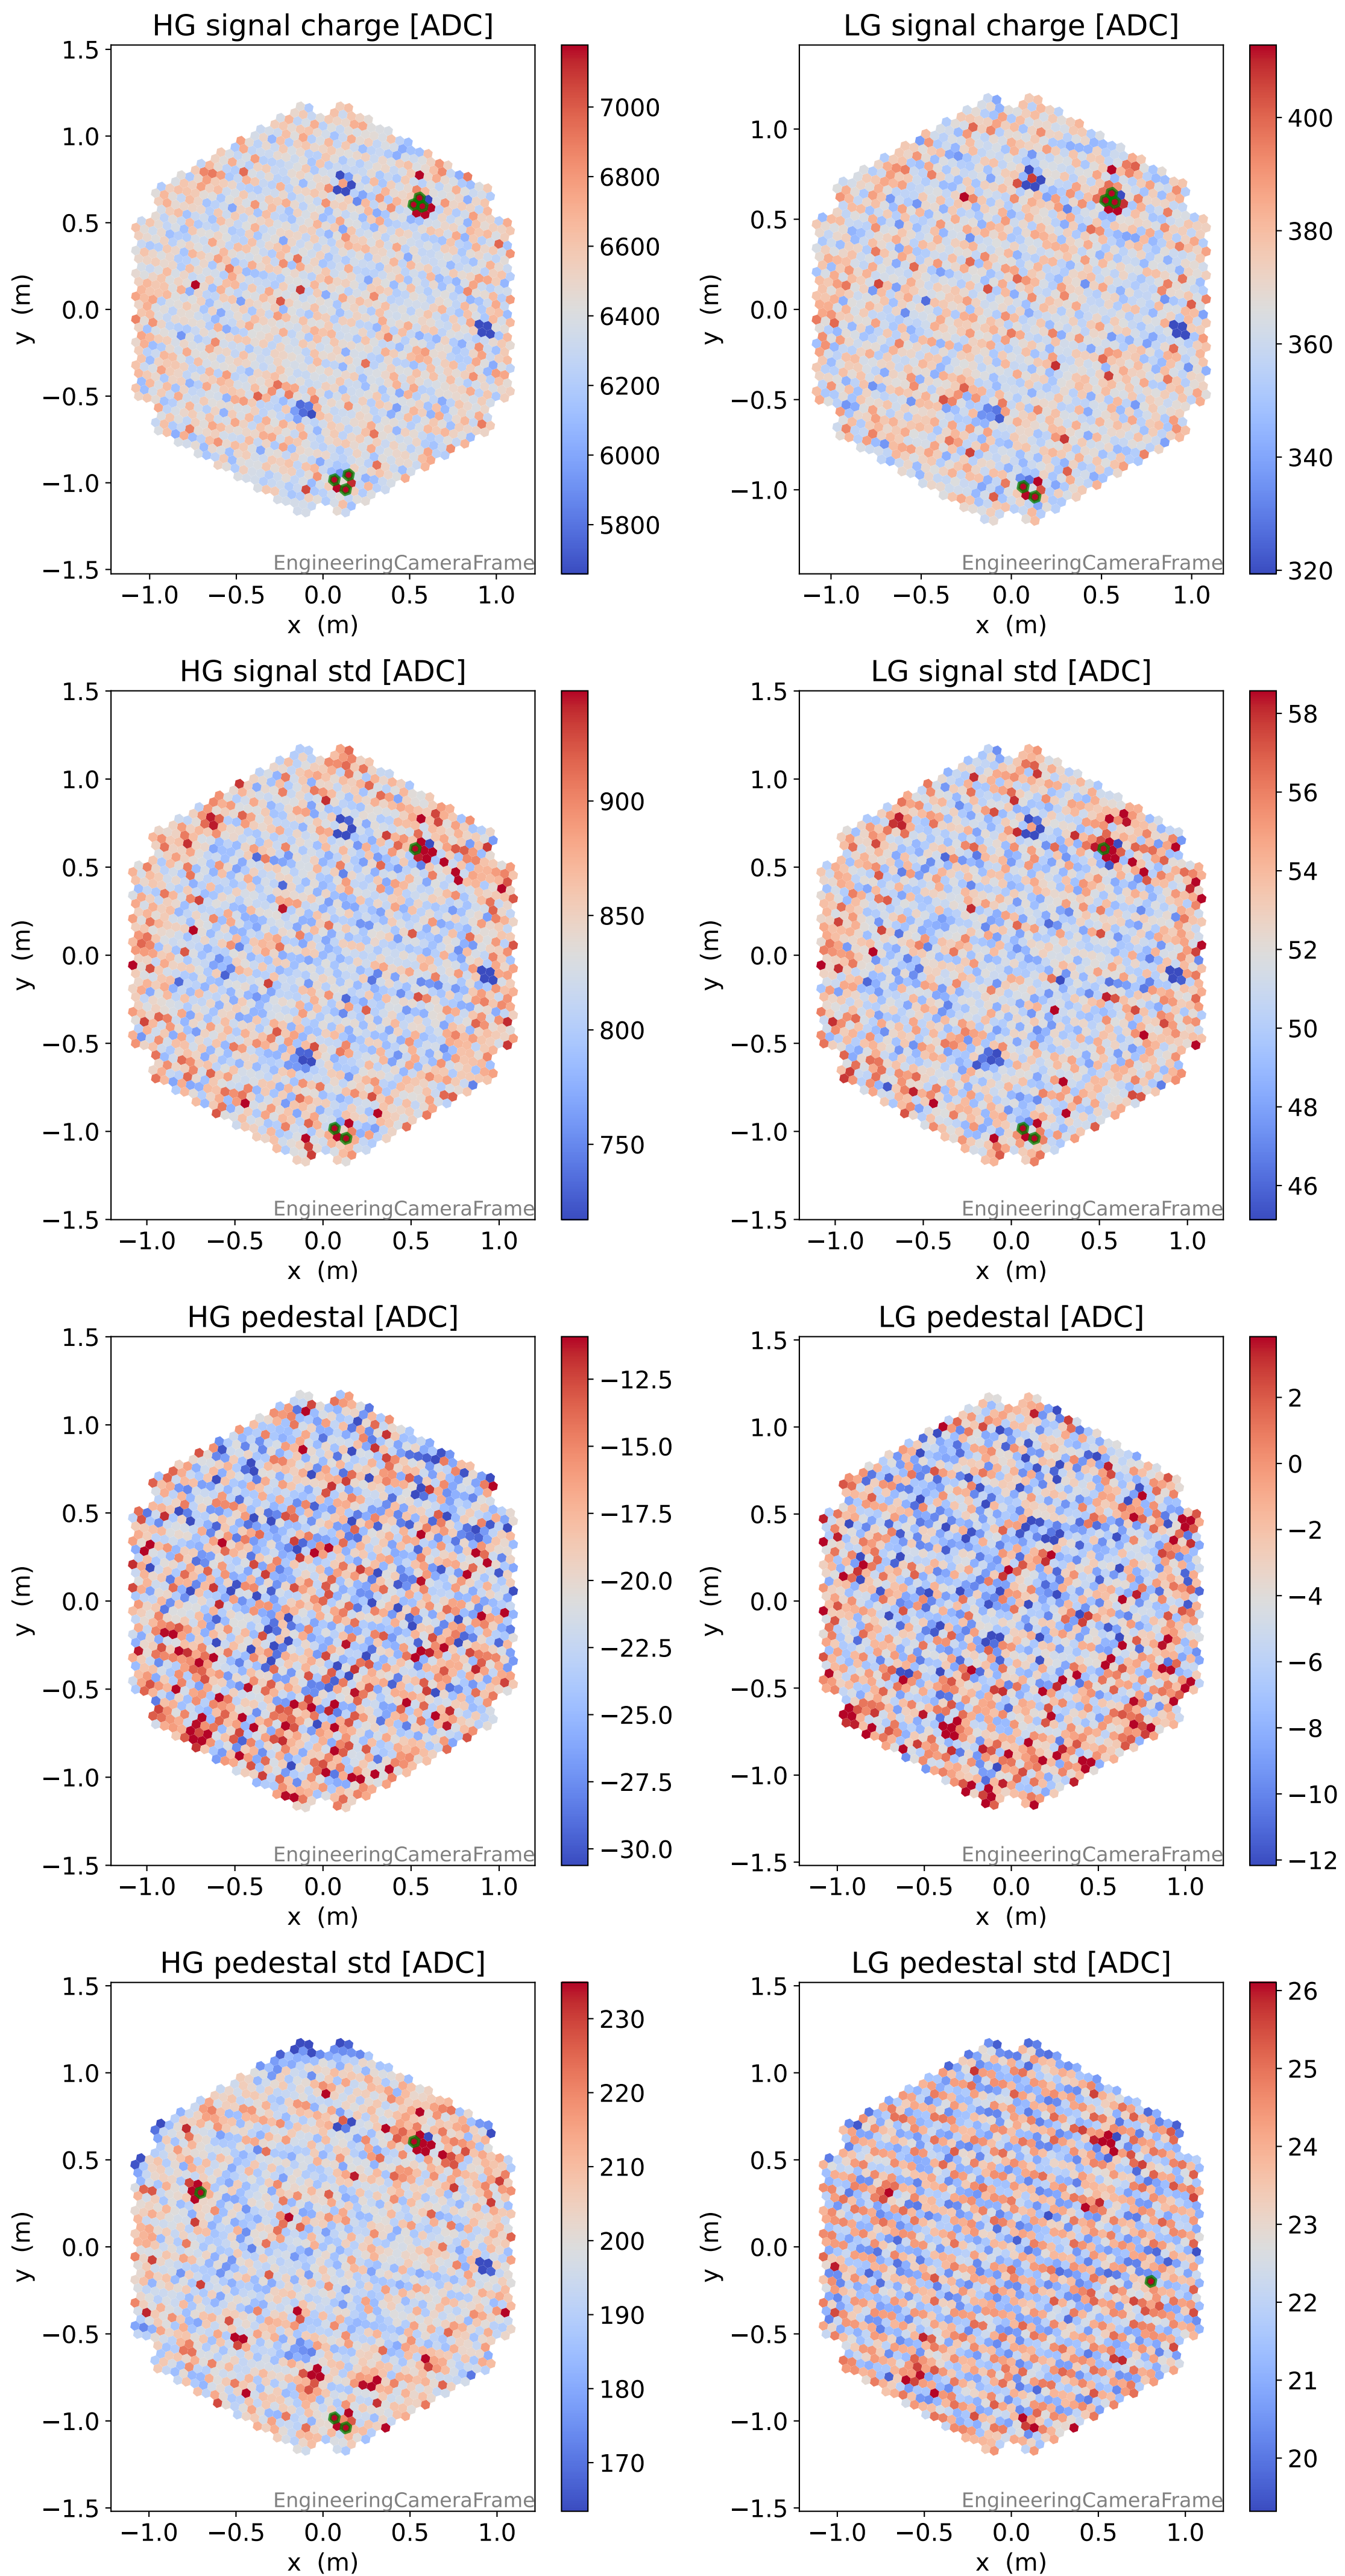 HG signal charge [ADC]
1.5
1.0
0.5
0.0
−0.5
−1.0
−1.5
y (m)
−1.0 −0.5 0.0 0.5 1.0
x (m)
EngineeringCameraFrame
7000
6800
6600
6400
6200
6000
5800
LG signal charge [ADC]
1.0
0.5
0.0
−0.5
−1.0
y (m)
−1.0 −0.5 0.0 0.5 1.0
x (m)
EngineeringCameraFrame
400
380
360
340
320
HG signal std [ADC]
1.5
1.0
0.5
0.0
−0.5
−1.0
−1.5
y (m)
−1.0 −0.5 0.0 0.5 1.0
x (m)
EngineeringCameraFrame
900
850
800
750
LG signal std [ADC]
1.5
1.0
0.5
0.0
−0.5
−1.0
−1.5
y (m)
−1.0 −0.5 0.0 0.5 1.0
x (m)
EngineeringCameraFrame
58
56
54
52
50
48
46
HG pedestal [ADC]
1.5
1.0
0.5
0.0
−0.5
−1.0
−1.5
y (m)
−1.0 −0.5 0.0 0.5 1.0
x (m)
EngineeringCameraFrame
−12.5
−15.0
−17.5
−20.0
−22.5
−25.0
−27.5
−30.0
LG pedestal [ADC]
1.5
1.0
0.5
0.0
−0.5
−1.0
−1.5
y (m)
−1.0 −0.5 0.0 0.5 1.0
x (m)
EngineeringCameraFrame
2
0
−2
−4
−6
−8
−10
−12
HG pedestal std [ADC]
1.5
1.0
0.5
0.0
−0.5
−1.0
−1.5
y (m)
−1.0 −0.5 0.0 0.5 1.0
x (m)
EngineeringCameraFrame
230
220
210
200
190
180
170
LG pedestal std [ADC]
1.5
1.0
0.5
0.0
−0.5
−1.0
−1.5
y (m)
−1.0 −0.5 0.0 0.5 1.0
x (m)
EngineeringCameraFrame
26
25
24
23
22
21
20